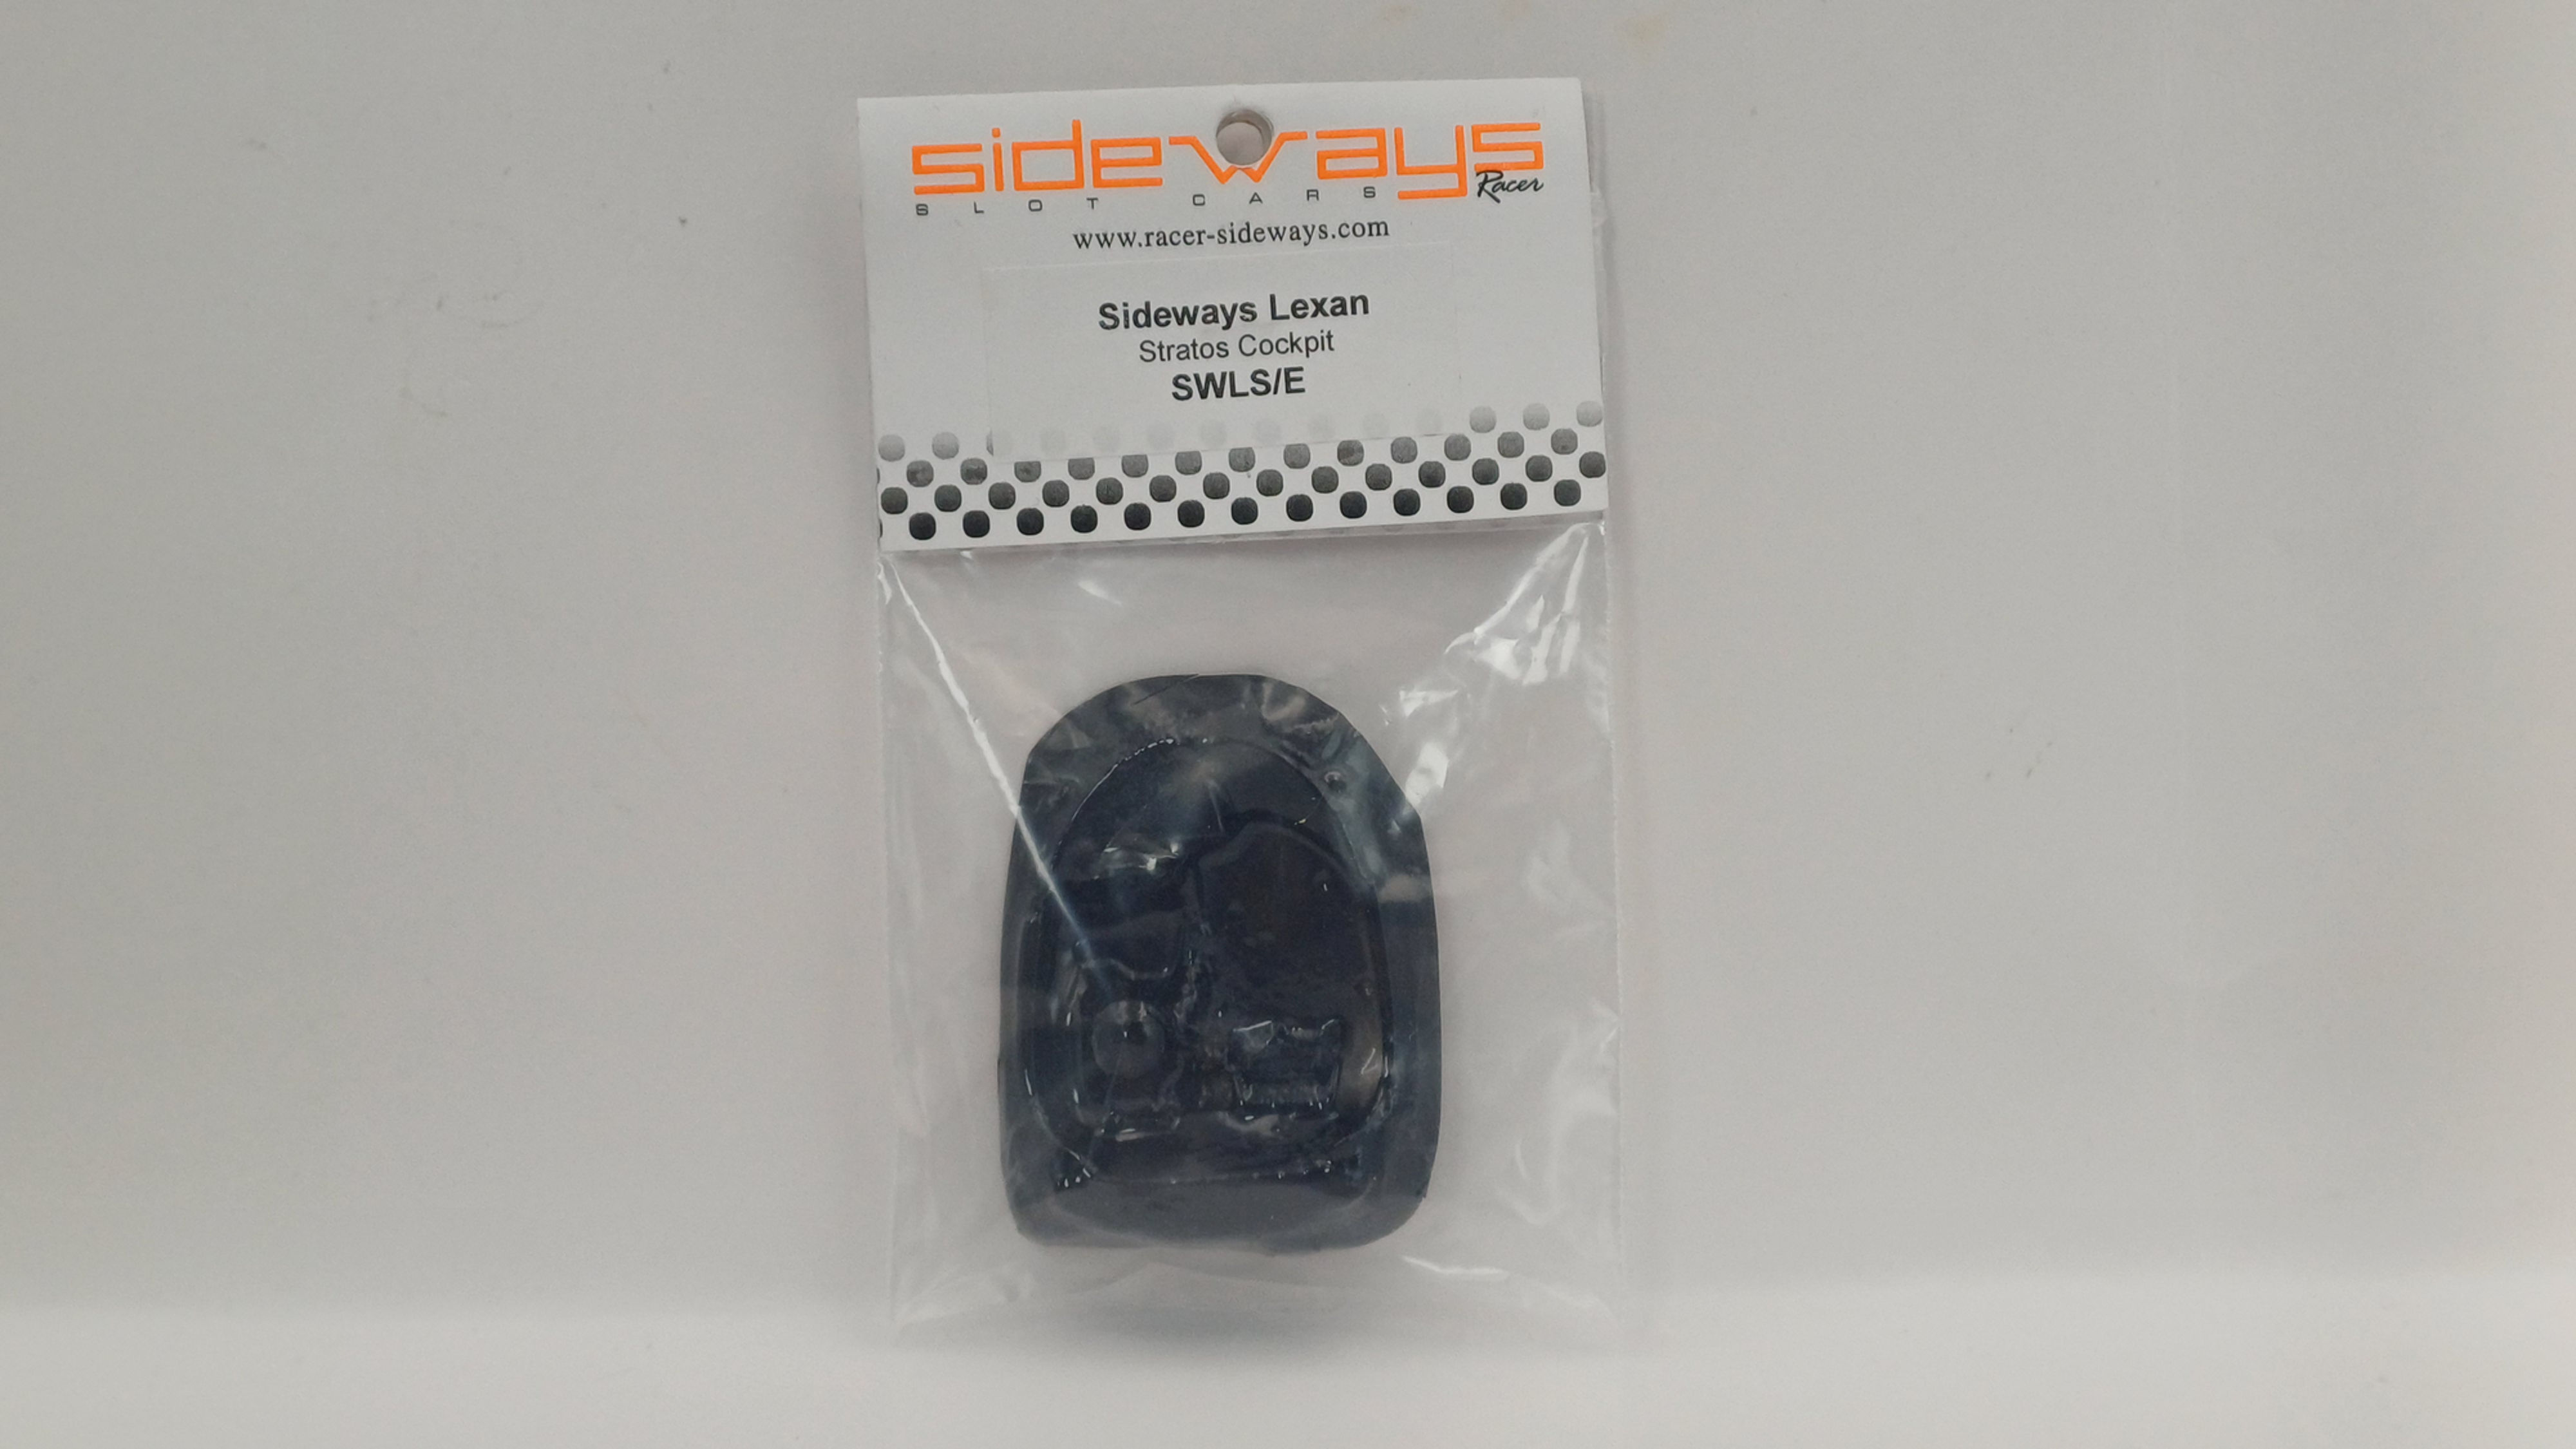 sideways
SLOT CARS Racer
www.racer-sideways.com
Sideways Lexan
Stratos Cockpit
SWLS/E